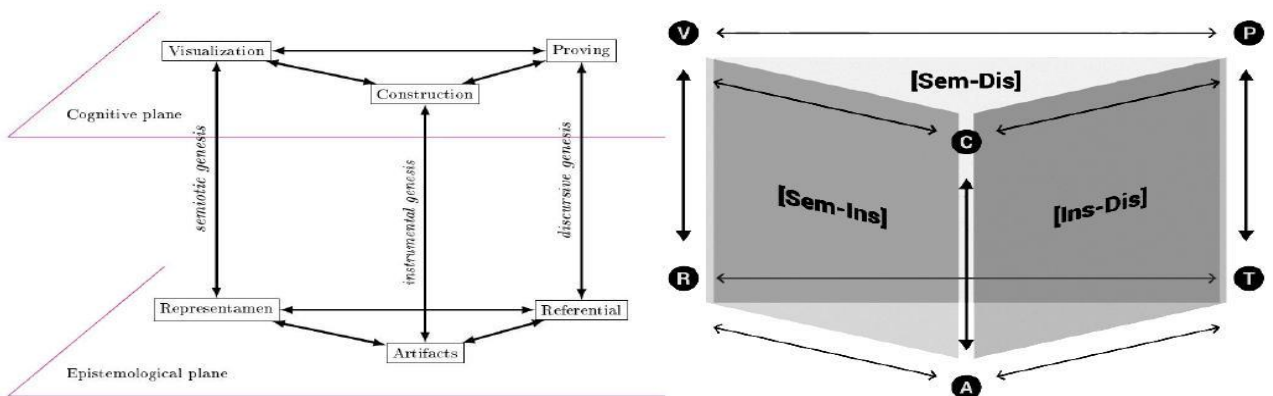 Visualization
Proving
Construction
Cognitive plane
semiotic genesis
instrumental genesis
discursive genesis
Representamen
Referential
Artifacts
Epistemological plane
V
P
[Sem-Dis]
C
[Sem-Ins]
[Ins-Dis]
R
T
A